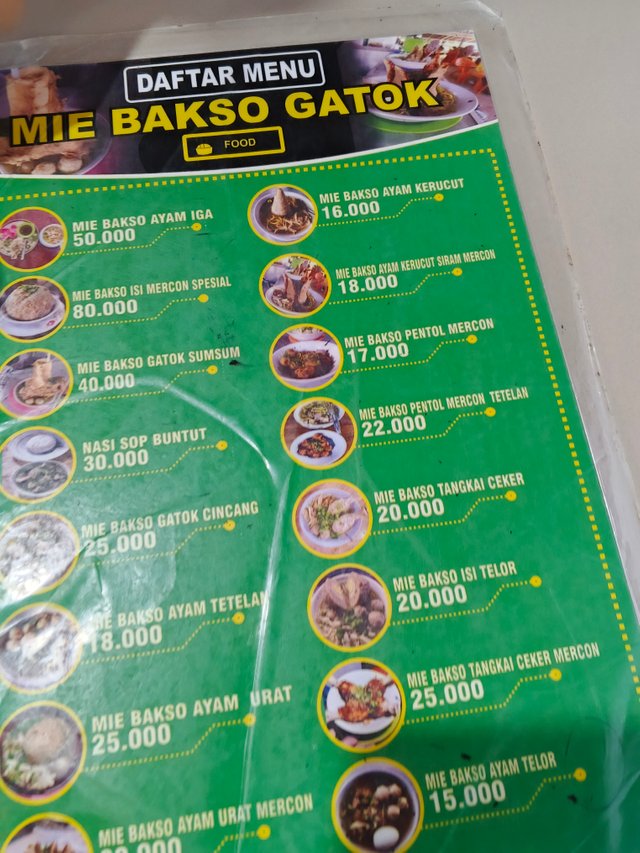 DAFTAR MENU
MIE BAKSO GATOK
FOOD
MIE BAKSO AYAM IGA
50.000
MIE BAKSO ISI MERCON SPESIAL
80.000
MIE BAKSO GATOK SUMSUM
40.000
NASI SOP BUNTUT
30.000
MIE BAKSO GATOK CINCANG
25.000
MIE BAKSO AYAM TETELAN
18.000
MIE BAKSO AYAM URAT
25.000
MIE BAKSO AYAM URAT MERCON
MIE BAKSO AYAM KERUCUT
16.000
MIE BAKSO AYAM KERUCUT SIRAM MERCON
18.000
MIE BAKSO PENTOL MERCON
17.000
MIE BAKSO PENTOL MERCON TETELAN
22.000
MIE BAKSO TANGKAI CEKER
20.000
MIE BAKSO ISI TELOR
20.000
MIE BAKSO TANGKAI CEKER MERCON
25.000
MIE BAKSO AYAM TELOR
15.000